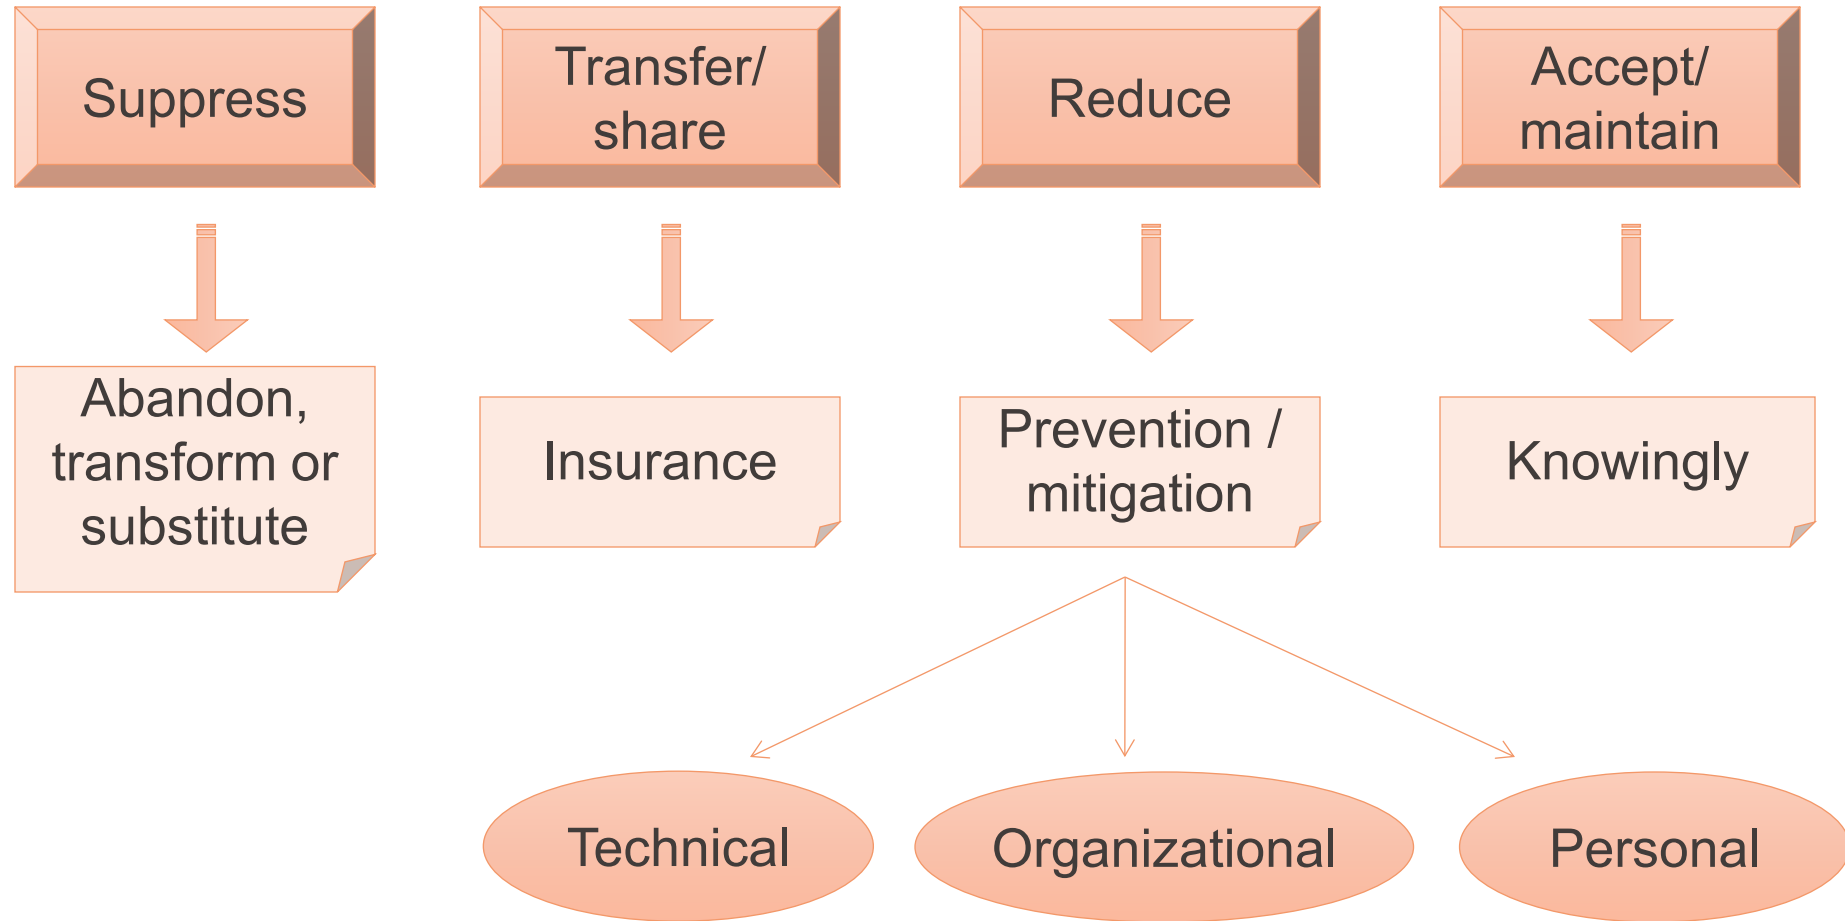 Suppress
Transfer/
share
Reduce
Accept/
maintain
Abandon,
transform or
substitute
Insurance
Prevention /
mitigation
Knowingly
Technical
Organizational
Personal